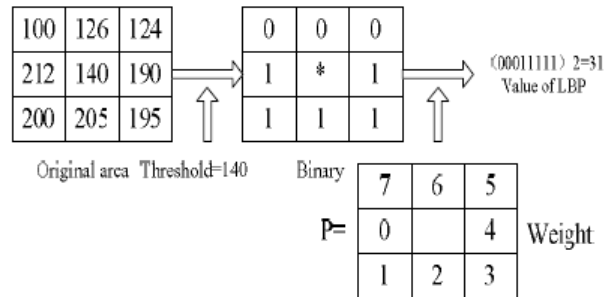 100 126 124
212 140 190
200 205 195
0 0 0
1 * 1
1 1 1
(00011111) 2=31
Value of LBP
Original area Threshold=140
Binary
7 6 5
P= 0 4 Weight
1 2 3